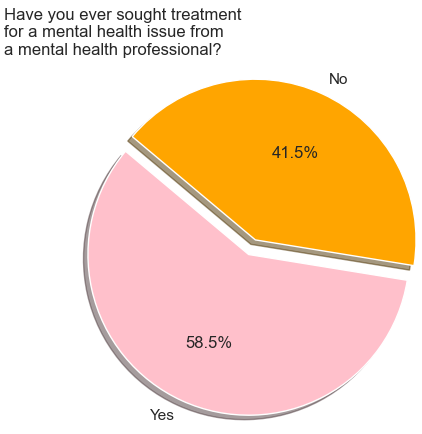 Have you ever sought treatment
for a mental health issue from
a mental health professional?
No
41.5%
58.5%
Yes